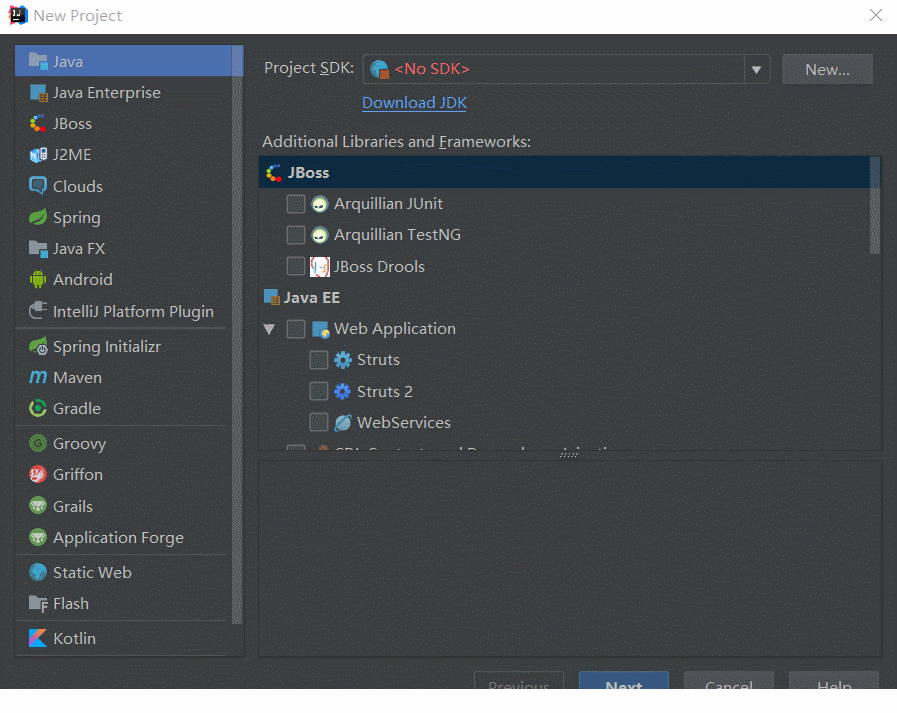 New Project
Java
Java Enterprise
JBoss
J2ME
Clouds
Spring
Java FX
Android
IntelliJ Platform Plugin
Spring Initializr
Maven
Gradle
Groovy
Griffon
Grails
Application Forge
Static Web
Flash
Kotlin
Project SDK: <No SDK> New...
Download JDK
Additional Libraries and Frameworks:
JBoss
Arquillian JUnit
Arquillian TestNG
JBoss Drools
Java EE
Web Application
Struts
Struts 2
WebServices
Previous Next Cancel Help